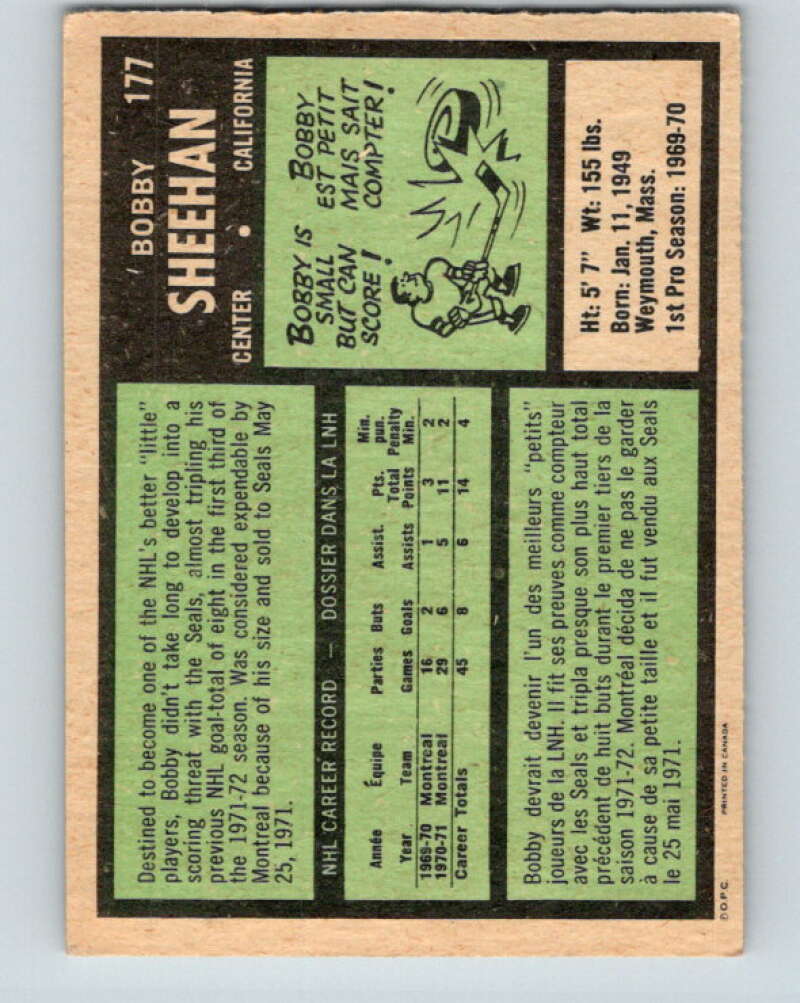 BOBBY 177
SHEEHAN
CENTER • CALIFORNIA
Destined to become one of the NHL's better "little"
players, Bobby didn't take long to develop into a
scoring threat with the Seals, almost tripling his
previous NHL goal-total of eight in the first third of
the 1971-72 season. Was considered expendable by
Montreal because of his size and sold to Seals May
25, 1971.
BOBBY IS
SMALL
BUT CAN
SCORE!
BOBBY
EST PETIT
MAIS SAIT
COMPTER!
NHL CAREER RECORD — DOSSIER DANS LA LNH
Année Équipe Parties Buts Assist. Pts. Total Min. pun. Penalty
Year Team Games Goals Assists Points Min.
1969-70 Montreal 16 2 1 3 2
1970-71 Montreal 29 6 5 11 2
Career Totals 45 8 6 14 4
Ht: 5' 7" Wt: 155 lbs.
Born: Jan. 11, 1949
Weymouth, Mass.
1st Pro Season: 1969-70
Bobby devrait devenir l'un des meilleurs "petits"
joueurs de la LNH. Il fit ses preuves comme compteur
avec les Seals et tripla presque son plus haut total
précédent de huit buts durant le premier tiers de la
saison 1971-72. Montréal décida de ne pas le garder
à cause de sa petite taille et il fut vendu aux Seals
le 25 mai 1971.
© O.P.C. PRINTED IN CANADA